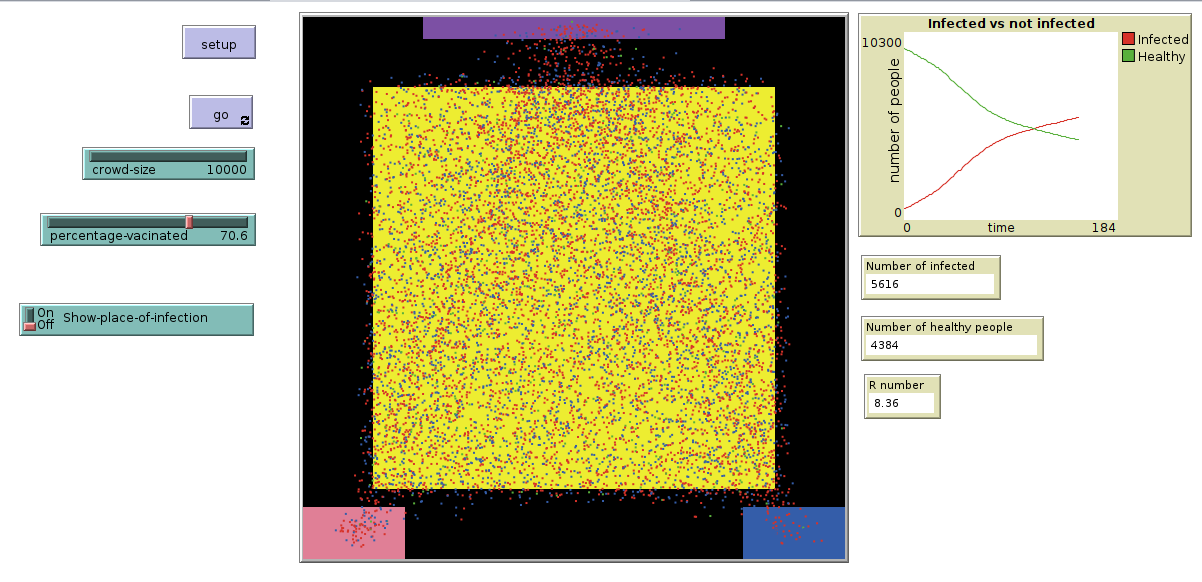 setup
go
crowd-size 10000
percentage-vacinated 70.6
On
Off
Show-place-of-infection
Infected vs not infected
10300
number of people
0
0 time 184
Infected
Healthy
Number of infected
5616
Number of healthy people
4384
R number
8.36